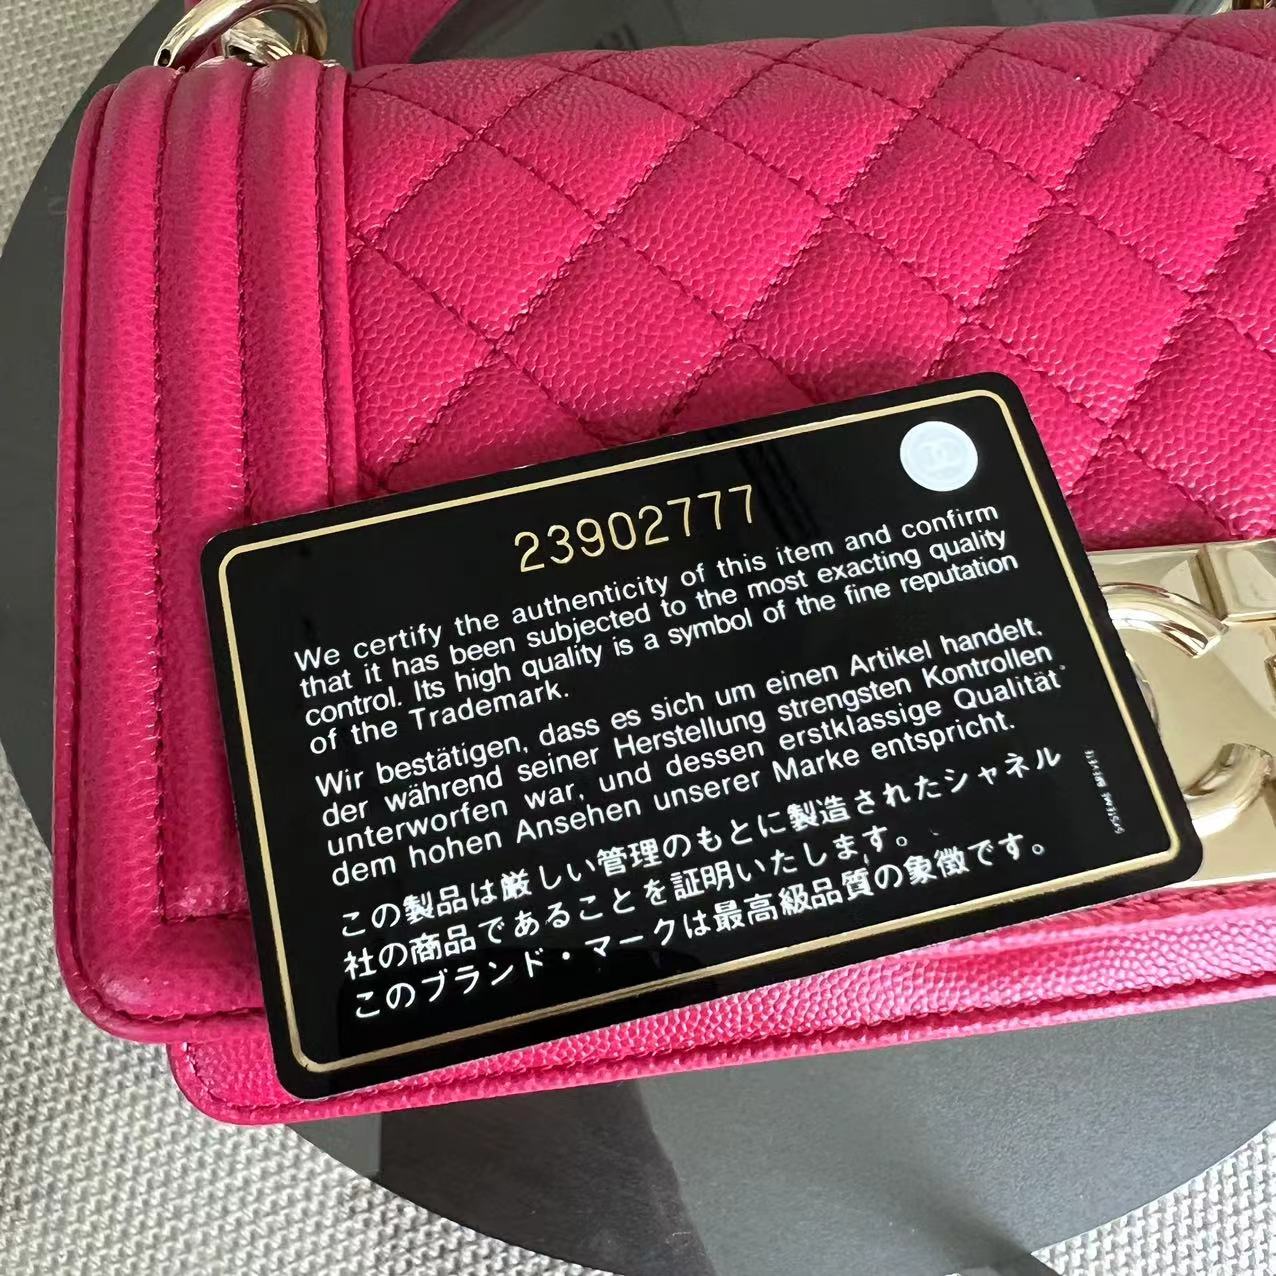 23902777
We certify the authenticity of this item and confirm
that it has been subjected to the most exacting quality
control. Its high quality is a symbol of the fine reputation
of the Trademark.
Wir bestätigen, dass es sich um einen Artikel handelt,
der während seiner Herstellung strengsten Kontrollen
unterworfen war, und dessen erstklassige Qualität
dem hohen Ansehen unserer Marke entspricht.
この製品は厳しい管理のもとに製造されたシャネル
社の商品であることを証明いたします。
このブランド・マークは最高級品質の象徴です。